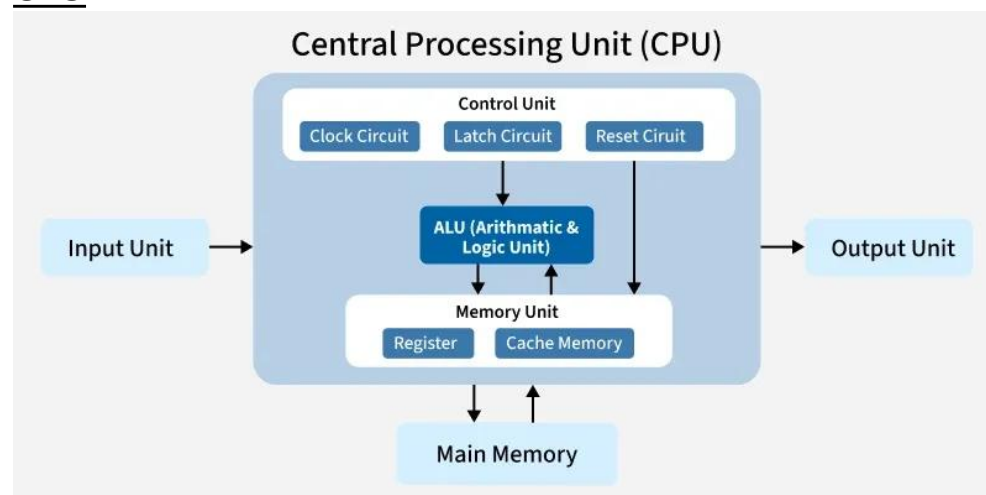 Central Processing Unit (CPU)
Control Unit
Clock Circuit
Latch Circuit
Reset Ciruit
ALU (Arithmatic &
Logic Unit)
Input Unit
Output Unit
Memory Unit
Register
Cache Memory
Main Memory